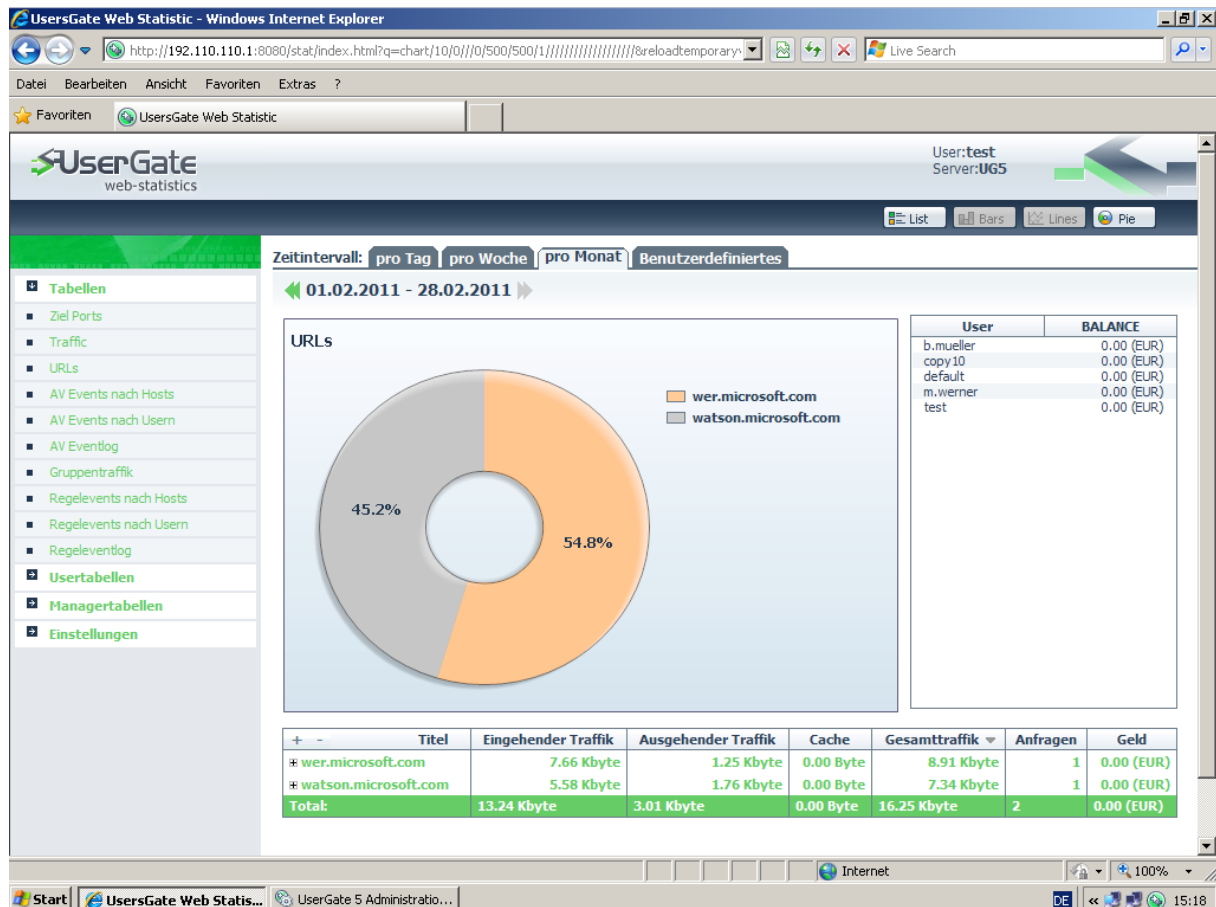 UsersGate Web Statistic - Windows Internet Explorer
http://192.110.110.1:8080/stat/index.html?q=chart/10/0///0/500/500/1///////////////////&reloadtemporary
Live Search
Datei Bearbeiten Ansicht Favoriten Extras ?
Favoriten UsersGate Web Statistic
UserGate
web-statistics
User:test
Server:UG5
List Bars Lines Pie
Zeitintervall: pro Tag pro Woche pro Monat Benutzerdefiniertes
01.02.2011 - 28.02.2011
Tabellen
Ziel Ports
Traffic
URLs
AV Events nach Hosts
AV Events nach Usern
AV Eventlog
Gruppentraffik
Regelevents nach Hosts
Regelevents nach Usern
Regeleventlog
Usertabellen
Managertabellen
Einstellungen
URLs
wer.microsoft.com
watson.microsoft.com
45.2%
54.8%
User BALANCE
b.mueller 0.00 (EUR)
copy10 0.00 (EUR)
default 0.00 (EUR)
m.werner 0.00 (EUR)
test 0.00 (EUR)
+ - Titel Eingehender Traffik Ausgehender Traffik Cache Gesamttraffik Anfragen Geld
wer.microsoft.com 7.66 Kbyte 1.25 Kbyte 0.00 Byte 8.91 Kbyte 1 0.00 (EUR)
watson.microsoft.com 5.58 Kbyte 1.76 Kbyte 0.00 Byte 7.34 Kbyte 1 0.00 (EUR)
Total: 13.24 Kbyte 3.01 Kbyte 0.00 Byte 16.25 Kbyte 2 0.00 (EUR)
Internet 100%
Start UsersGate Web Statis... UserGate 5 Administratio... DE « 15:18